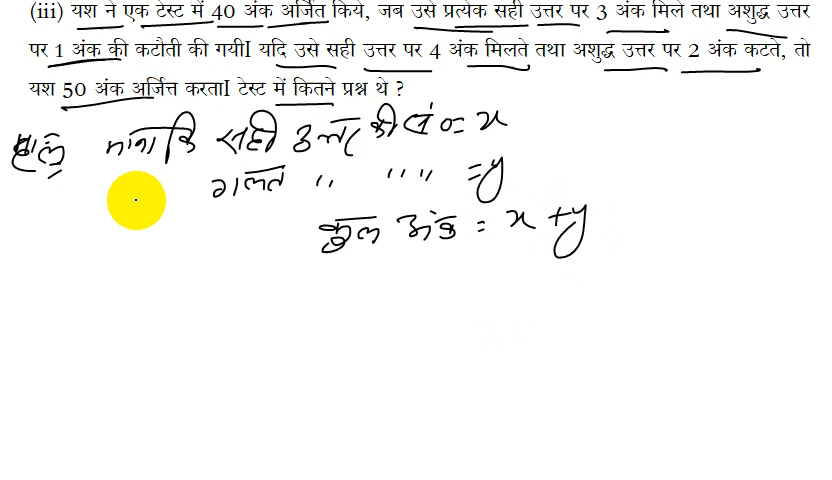 (iii) यश ने एक टेस्ट में 40 अंक अर्जित किये, जब उसे प्रत्येक सही उत्तर पर 3 अंक मिले तथा अशुद्ध उत्तर
पर 1 अंक की कटौती की गयीI यदि उसे सही उत्तर पर 4 अंक मिलते तथा अशुद्ध उत्तर पर 2 अंक कटते, तो
यश 50 अंक अर्जित्त करताI टेस्ट में कितने प्रश्न थे ?
माना कि सही उत्तर की सं० = x
गलत " " " = y
कुल अंक = x + y